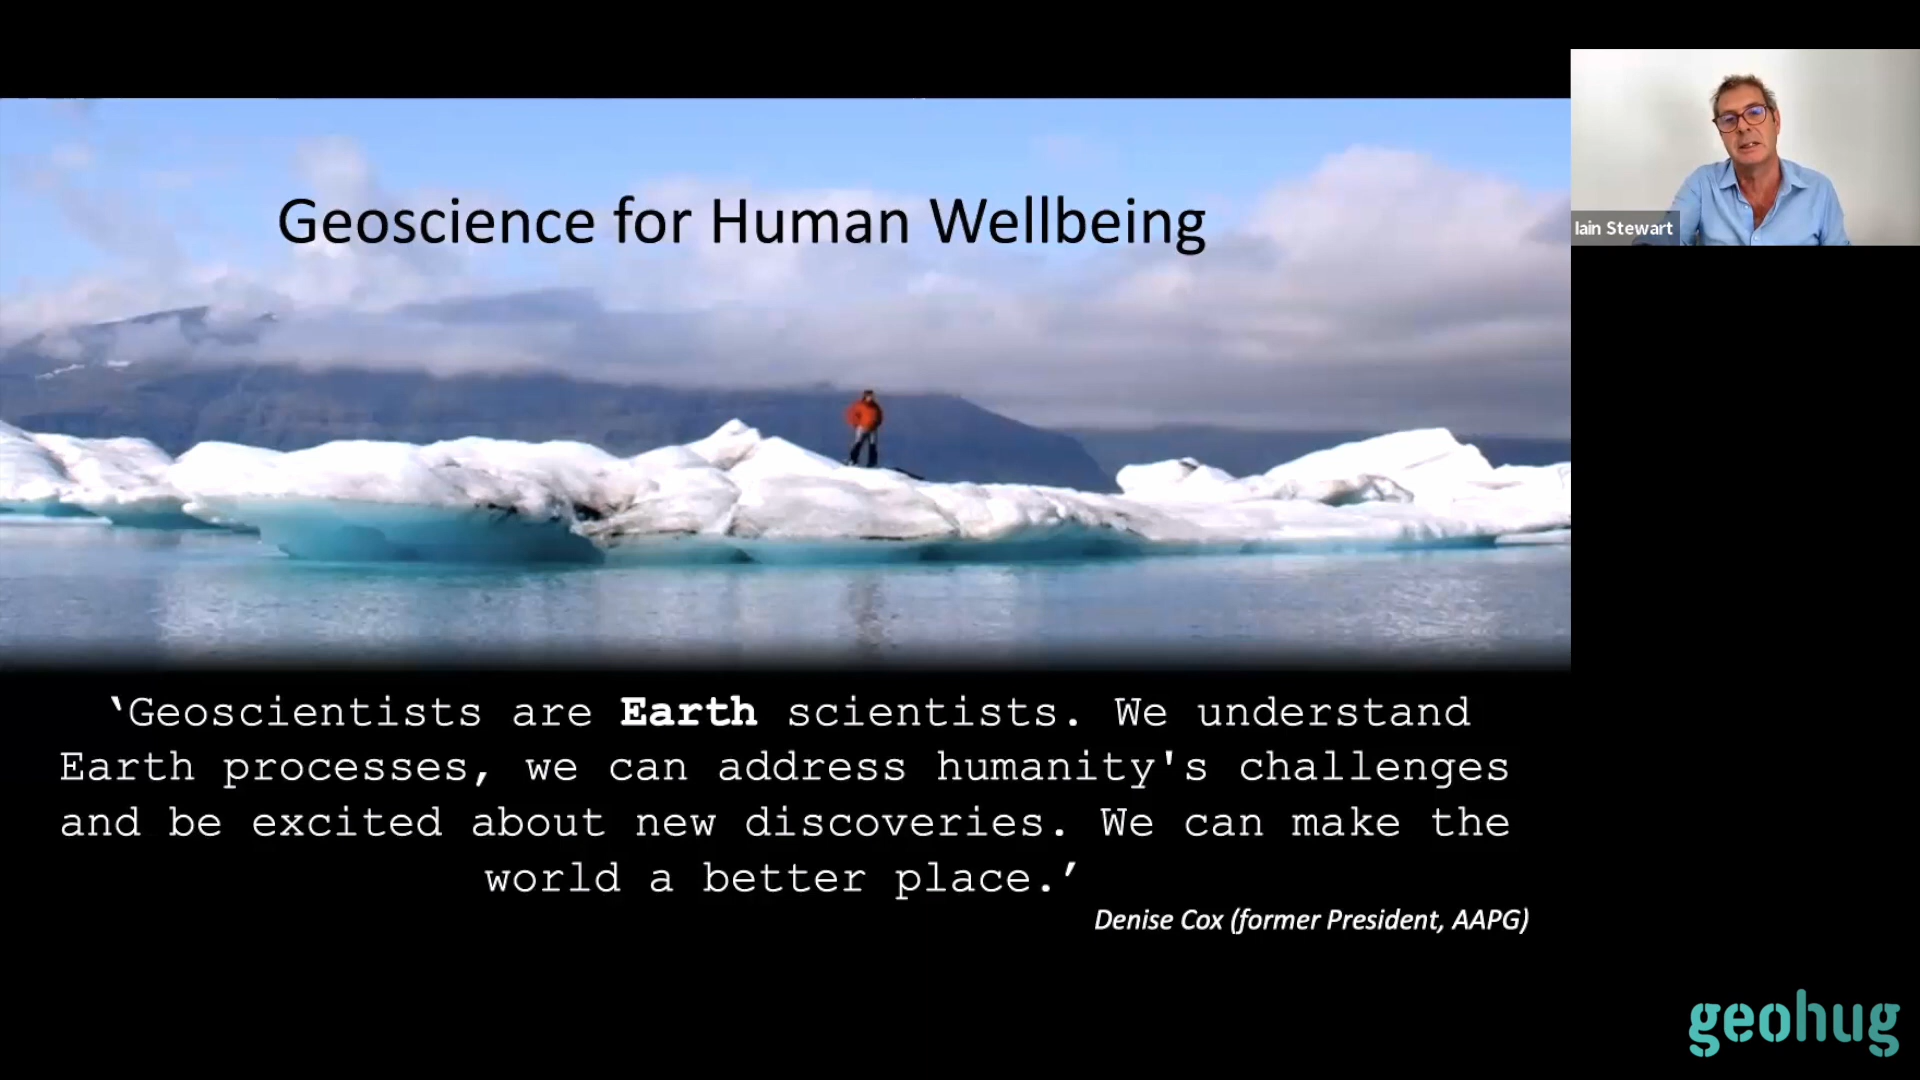 Geoscience for Human Wellbeing
Iain Stewart
‘Geoscientists are Earth scientists. We understand
Earth processes, we can address humanity's challenges
and be excited about new discoveries. We can make the
world a better place.’
Denise Cox (former President, AAPG)
geohug